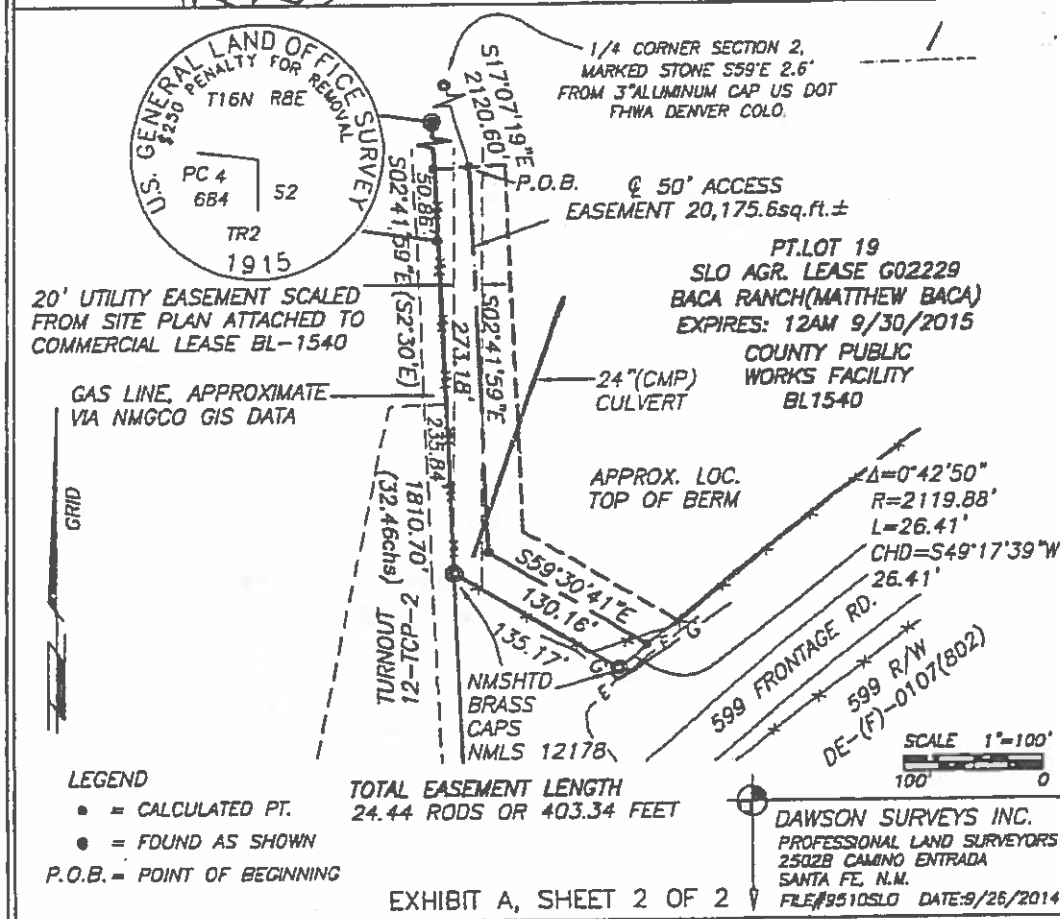 U.S. GENERAL LAND OFFICE SURVEY
$250 PENALTY FOR REMOVAL
T16N R8E
PC 4
684
S2
TR2
1915
1/4 CORNER SECTION 2,
MARKED STONE S59°E 2.6'
FROM 3"ALUMINUM CAP US DOT
FHWA DENVER COLO.
S17°07'19"E
2120.60'
P.O.B.
℄ 50' ACCESS
EASEMENT 20,175.6sq.ft.±
50.86'
S02°41'59"E (S2°30'E)
PT.LOT 19
SLO AGR. LEASE G02229
BACA RANCH(MATTHEW BACA)
EXPIRES: 12AM 9/30/2015
COUNTY PUBLIC
WORKS FACILITY
BL1540
20' UTILITY EASEMENT SCALED
FROM SITE PLAN ATTACHED TO
COMMERCIAL LEASE BL-1540
273.18'
S02°41'59"E
24"(CMP)
CULVERT
GAS LINE, APPROXIMATE
VIA NMGCO GIS DATA
235.84'
GRID
APPROX. LOC.
TOP OF BERM
Δ=0°42'50"
R=2119.88'
L=26.41'
CHD=S49°17'39"W
26.41'
1810.70'
(32.46chs)
TURNOUT
12-TCP-2
S59°30'41"E
130.16'
135.17'
G
E
E
G
NMSHTD
BRASS
CAPS
NMLS 12178
599 FRONTAGE RD.
599 R/W
DE-(F)-0107(802)
SCALE 1"=100'
100' 0
LEGEND
● = CALCULATED PT.
● = FOUND AS SHOWN
P.O.B. = POINT OF BEGINNING
TOTAL EASEMENT LENGTH
24.44 RODS OR 403.34 FEET
DAWSON SURVEYS INC.
PROFESSIONAL LAND SURVEYORS
2502B CAMINO ENTRADA
SANTA FE, N.M.
FILE#9510SLO DATE:9/26/2014
EXHIBIT A, SHEET 2 OF 2